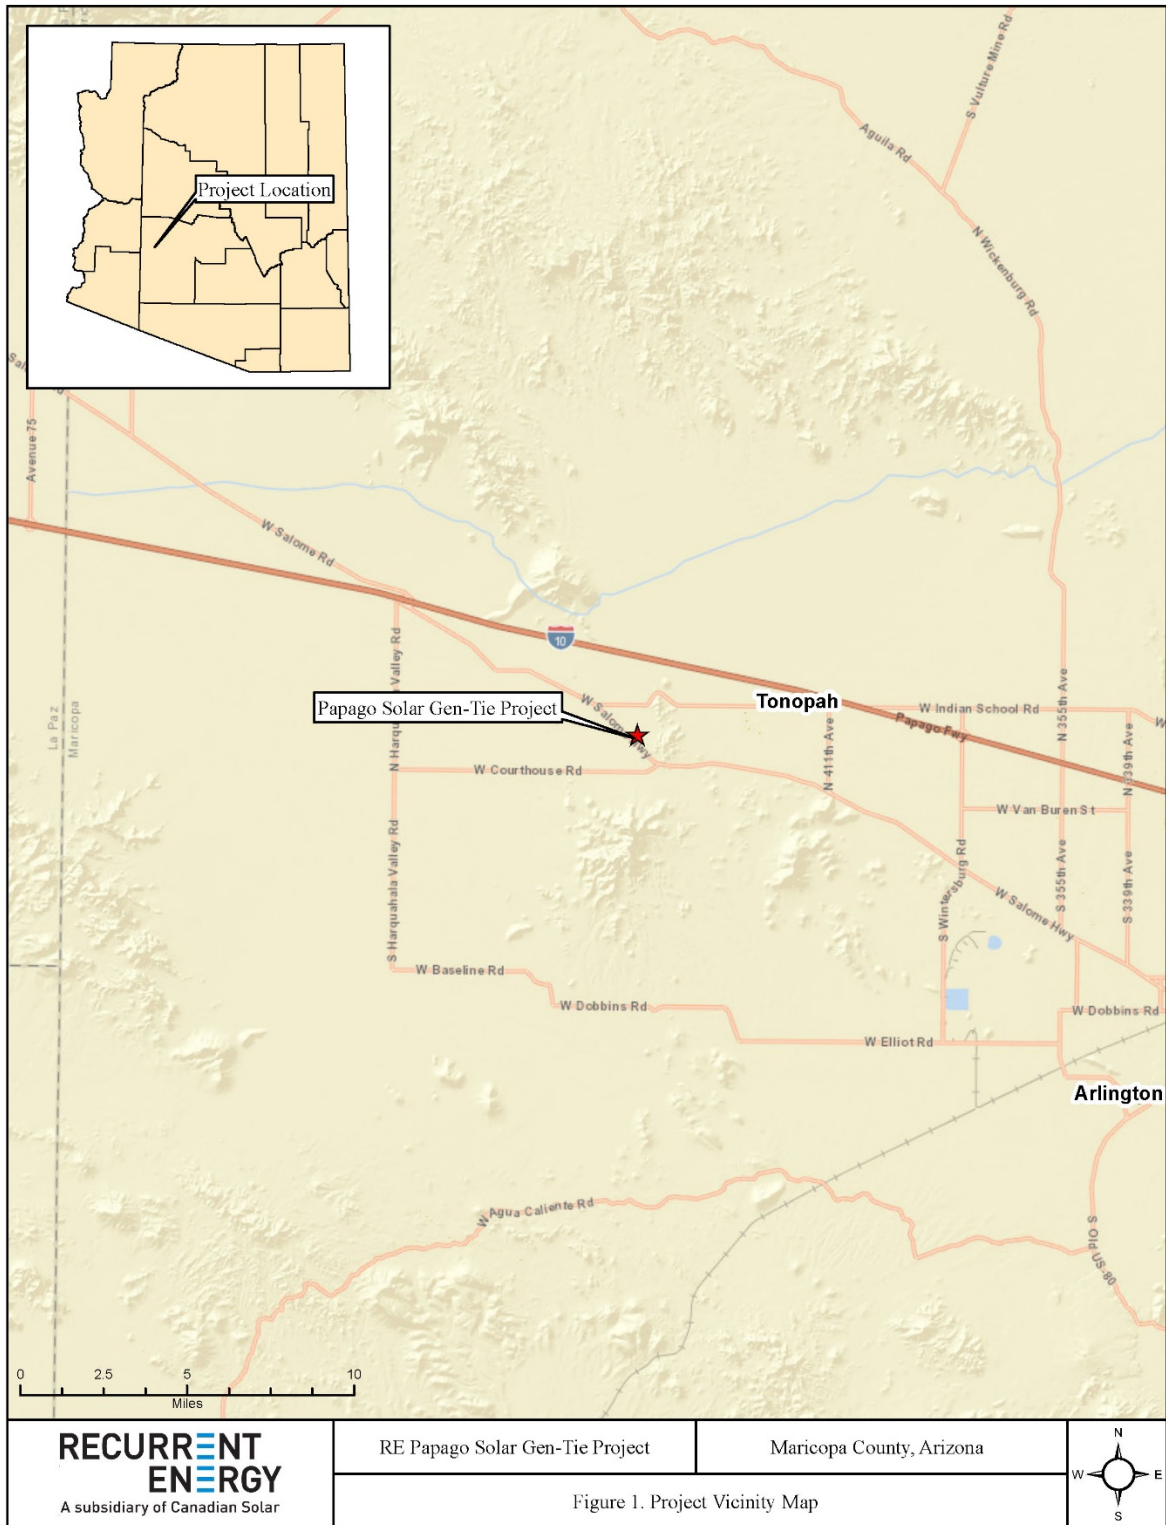 Project Location
S Vulture Mine Rd
Aguila Rd
N Wickenburg Rd
Avenue 75
W Salome Rd
10
La Paz
Maricopa
N Harquahala Valley Rd
Papago Solar Gen-Tie Project
W Salome Hwy
Tonopah
W Indian School Rd
Papago Fwy
N 411th Ave
N 355th Ave
N 339th Ave
W Courthouse Rd
W Van Buren St
S Harquahala Valley Rd
S Wintersburg Rd
S 355th Ave
S 339th Ave
W Salome Hwy
W Baseline Rd
W Dobbins Rd
W Dobbins Rd
W Elliot Rd
Arlington
W Agua Caliente Rd
S Old US-80
0 2.5 5 10
Miles
RECURRENT
ENERGY
A subsidiary of Canadian Solar
RE Papago Solar Gen-Tie Project
Maricopa County, Arizona
Figure 1. Project Vicinity Map
N
W E
S